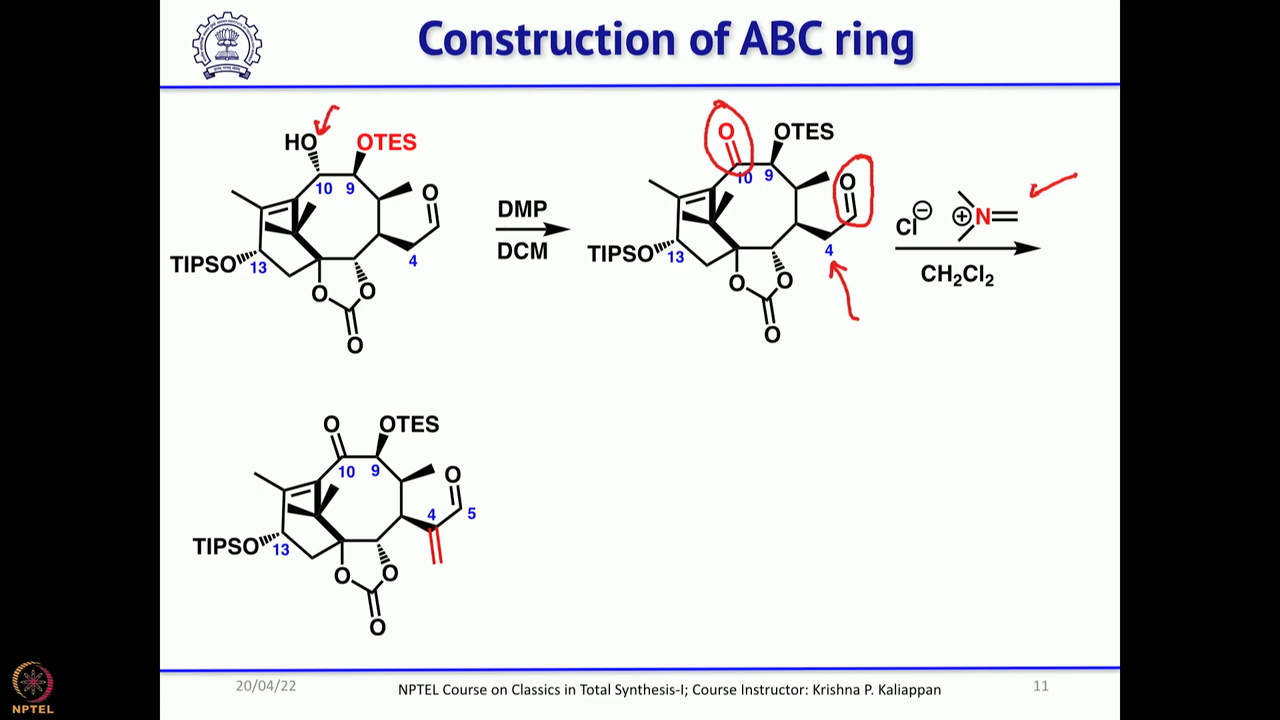 Construction of ABC ring
HO
OTES
10
9
O
4
TIPSO
13
O
O
O
DMP
DCM
O
OTES
10
9
O
4
TIPSO
13
O
O
O
Cl⊖
⊕N
CH2Cl2
O
OTES
10
9
O
4
5
TIPSO
13
O
O
O
20/04/22
NPTEL Course on Classics in Total Synthesis-I; Course Instructor: Krishna P. Kaliappan
11
NPTEL